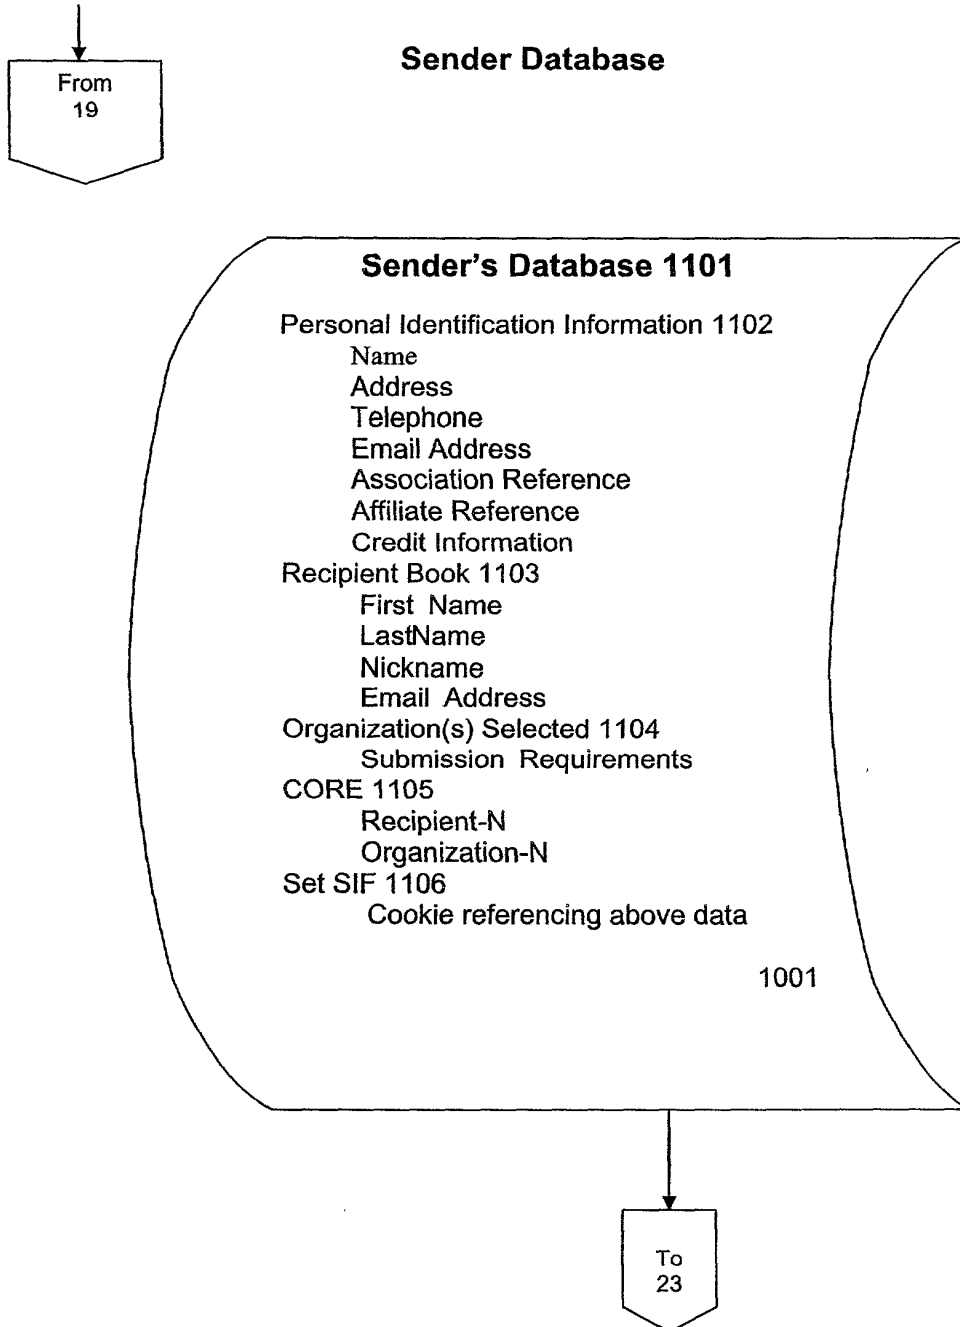 Sender Database
From
19
Sender's Database 1101
Personal Identification Information 1102
Name
Address
Telephone
Email Address
Association Reference
Affiliate Reference
Credit Information
Recipient Book 1103
First Name
LastName
Nickname
Email Address
Organization(s) Selected 1104
Submission Requirements
CORE 1105
Recipient-N
Organization-N
Set SIF 1106
Cookie referencing above data
1001
To
23